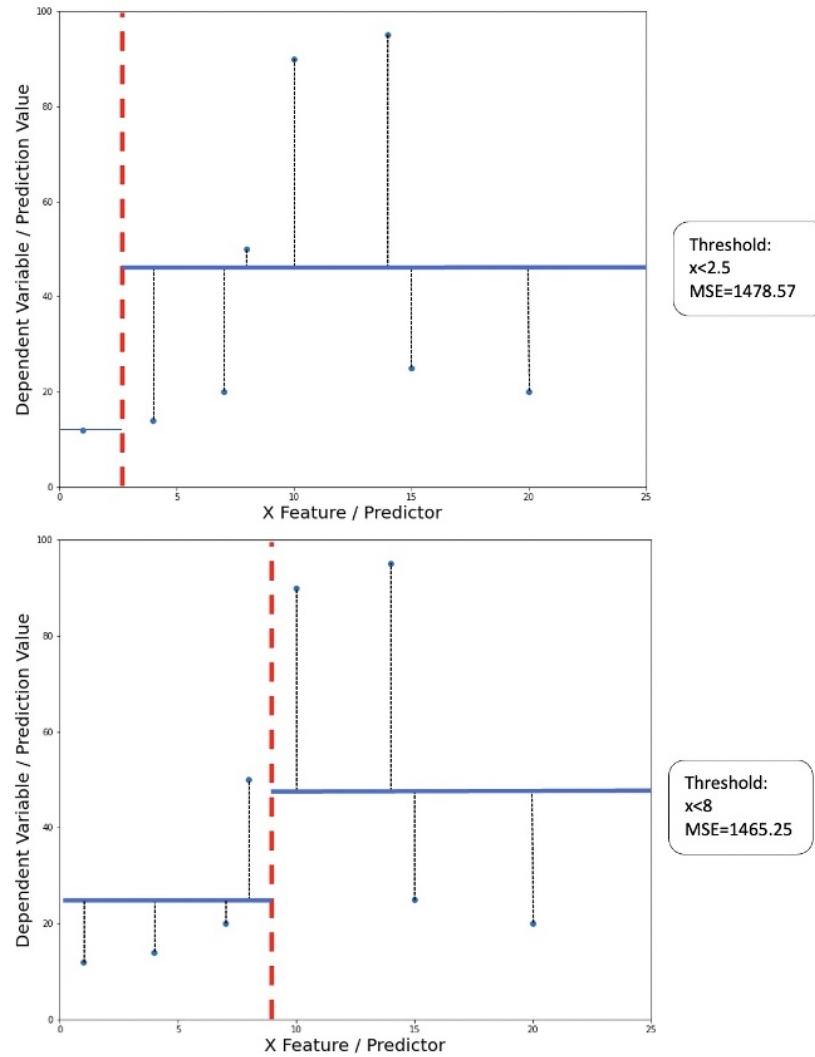 100
80
60
40
20
0
Dependent Variable / Prediction Value
0 5 10 15 20 25
X Feature / Predictor
Threshold:
x<2.5
MSE=1478.57
100
80
60
40
20
0
Dependent Variable / Prediction Value
0 5 10 15 20 25
X Feature / Predictor
Threshold:
x<8
MSE=1465.25